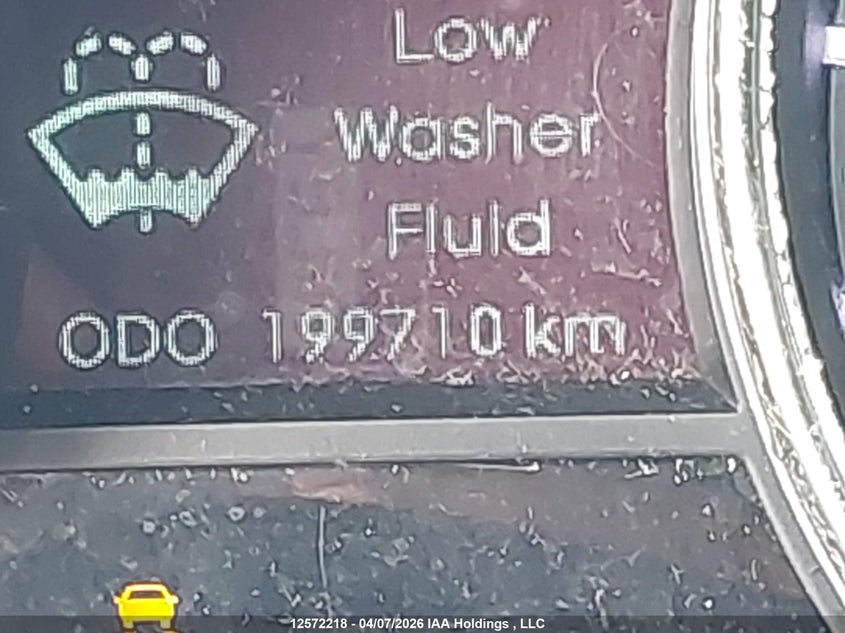 Low
Washer
Fluid
ODO 199710 km
12572218 - 04/07/2026 IAA Holdings , LLC